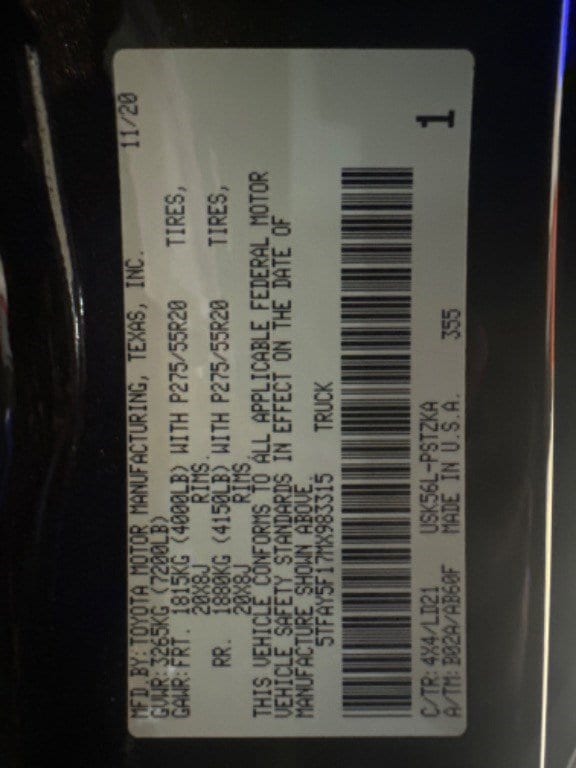 MFD.BY:TOYOTA MOTOR MANUFACTURING, TEXAS, INC. 11/20
GVWR:3265KG (7200LB)
GAWR:FRT. 1815KG (4000LB) WITH P275/55R20 TIRES,
20X8J RIMS.
RR. 1880KG (4150LB) WITH P275/55R20 TIRES,
20X8J RIMS.
THIS VEHICLE CONFORMS TO ALL APPLICABLE FEDERAL MOTOR
VEHICLE SAFETY STANDARDS IN EFFECT ON THE DATE OF
MANUFACTURE SHOWN ABOVE.
5TFAY5F17MX983315 TRUCK
1
C/TR:4X4/LD21 USK56L-PSTZKA
A/TM:B02A/AB60F MADE IN U.S.A. 355